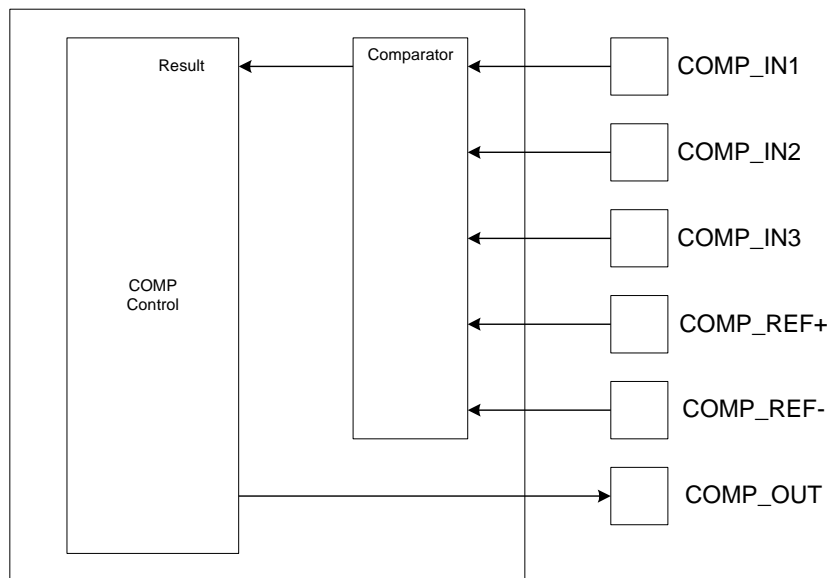 Result
Comparator
COMP_IN1
COMP_IN2
COMP_IN3
COMP
Control
COMP_REF+
COMP_REF-
COMP_OUT